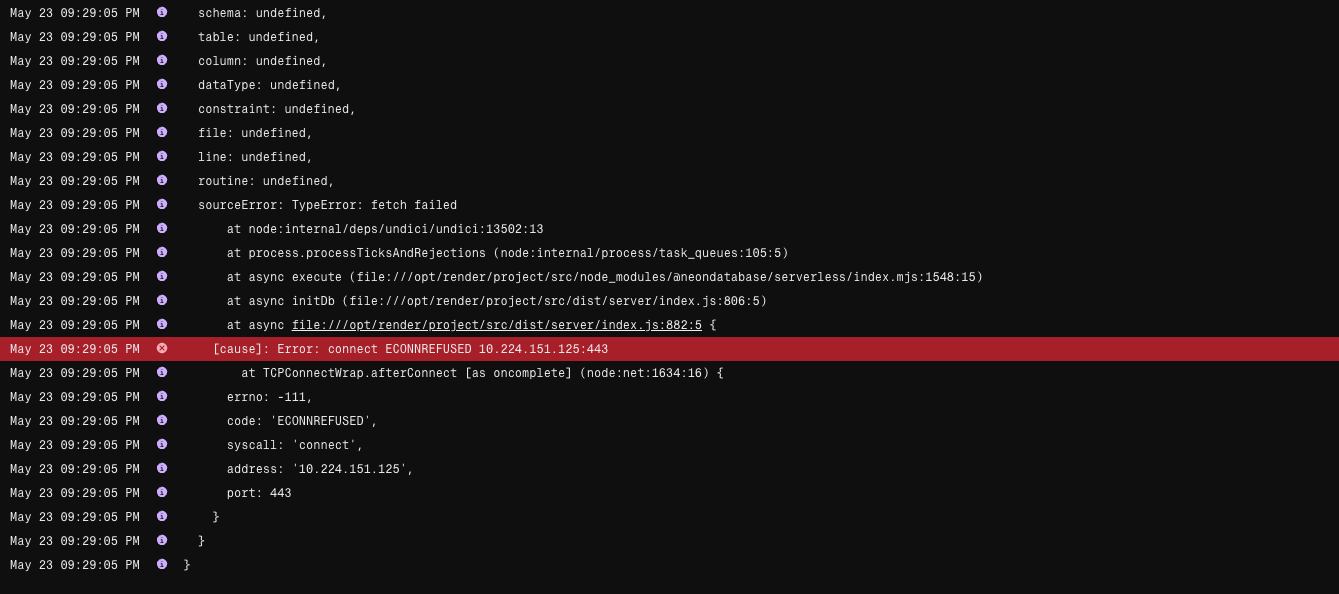 May 23 09:29:05 PM schema: undefined,
May 23 09:29:05 PM table: undefined,
May 23 09:29:05 PM column: undefined,
May 23 09:29:05 PM dataType: undefined,
May 23 09:29:05 PM constraint: undefined,
May 23 09:29:05 PM file: undefined,
May 23 09:29:05 PM line: undefined,
May 23 09:29:05 PM routine: undefined,
May 23 09:29:05 PM sourceError: TypeError: fetch failed
May 23 09:29:05 PM at node:internal/deps/undici/undici:13502:13
May 23 09:29:05 PM at process.processTicksAndRejections (node:internal/process/task_queues:105:5)
May 23 09:29:05 PM at async execute (file:///opt/render/project/src/node_modules/@neondatabase/serverless/index.mjs:1548:15)
May 23 09:29:05 PM at async initDb (file:///opt/render/project/src/dist/server/index.js:806:5)
May 23 09:29:05 PM at async file:///opt/render/project/src/dist/server/index.js:882:5 {
May 23 09:29:05 PM [cause]: Error: connect ECONNREFUSED 10.224.151.125:443
May 23 09:29:05 PM at TCPConnectWrap.afterConnect [as oncomplete] (node:net:1634:16) {
May 23 09:29:05 PM errno: -111,
May 23 09:29:05 PM code: 'ECONNREFUSED',
May 23 09:29:05 PM syscall: 'connect',
May 23 09:29:05 PM address: '10.224.151.125',
May 23 09:29:05 PM port: 443
May 23 09:29:05 PM }
May 23 09:29:05 PM }
May 23 09:29:05 PM }